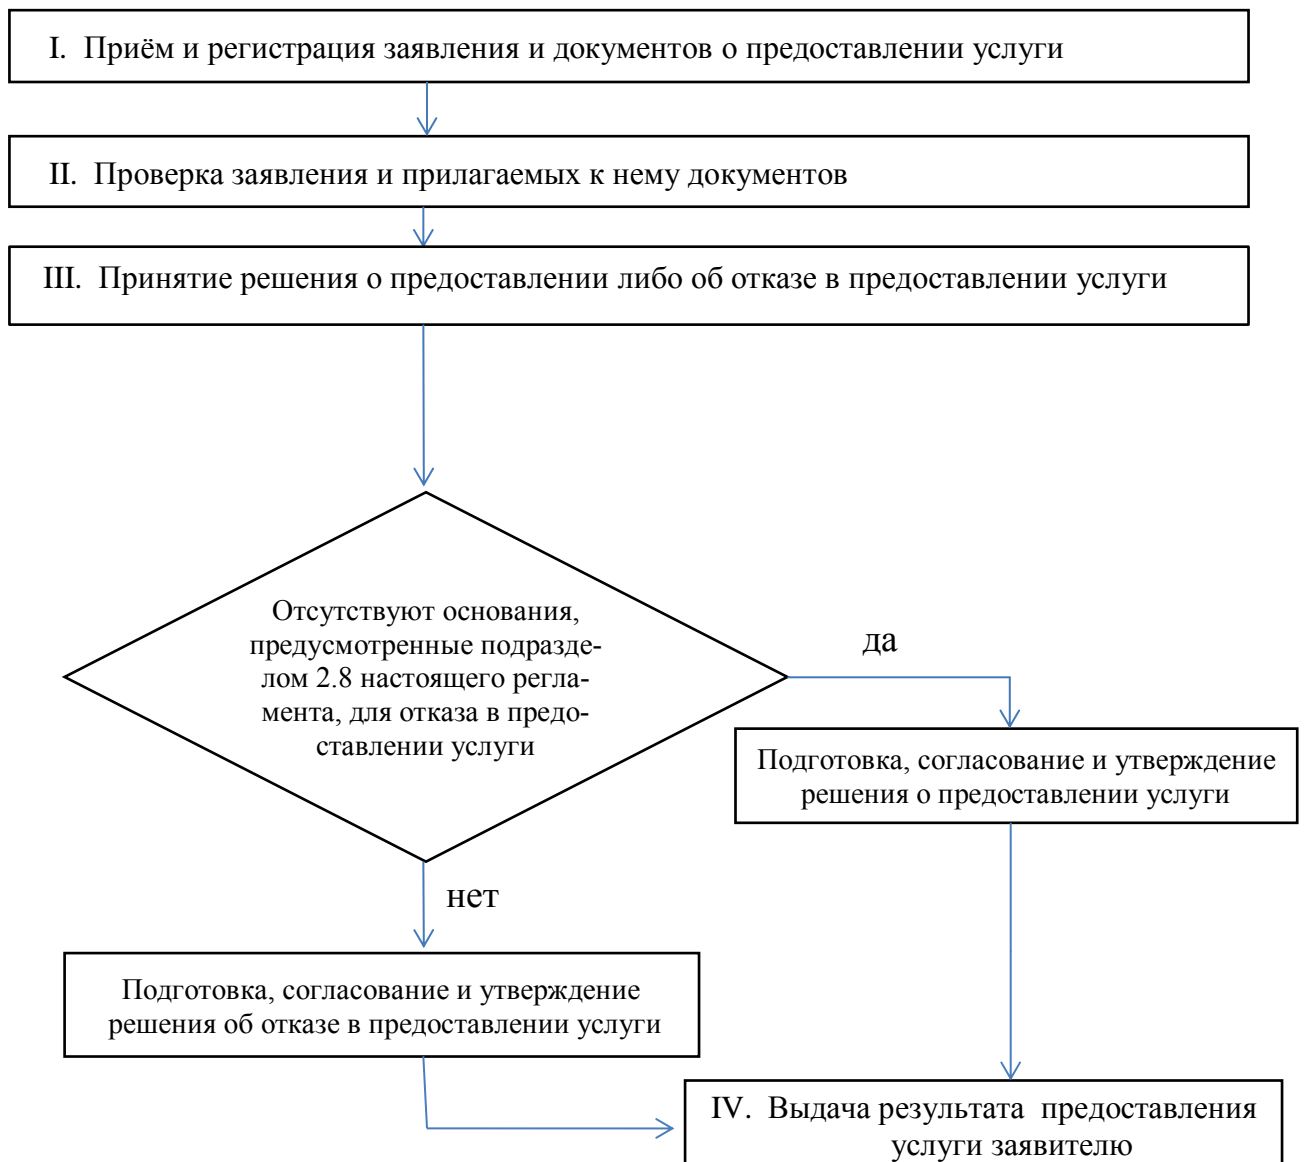 I. Приём и регистрация заявления и документов о предоставлении услуги
II. Проверка заявления и прилагаемых к нему документов
III. Принятие решения о предоставлении либо об отказе в предоставлении услуги
Отсутствуют основания,
предусмотренные подразде-
лом 2.8 настоящего регла-
мента, для отказа в предо-
ставлении услуги
да
Подготовка, согласование и утверждение
решения о предоставлении услуги
нет
Подготовка, согласование и утверждение
решения об отказе в предоставлении услуги
IV. Выдача результата предоставления
услуги заявителю